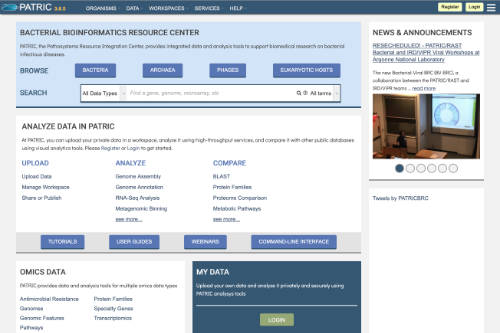 PATRIC 3.6.5 ORGANISMS DATA WORKSPACES SERVICES HELP Register Login
BACTERIAL BIOINFORMATICS RESOURCE CENTER
PATRIC, the Pathosystems Resource Integration Center, provides integrated data and analysis tools to support biomedical research on bacterial
infectious diseases.
BROWSE BACTERIA ARCHAEA PHAGES EUKARYOTIC HOSTS
SEARCH All Data Types Find a gene, genome, microarray, etc All terms
NEWS & ANNOUNCEMENTS
RESCHEDULED! - PATRIC/RAST
Bacterial and IRD/ViPR Viral Workshops at
Argonne National Laboratory
The new Bacterial Viral BRC (BV-BRC), a
collaboration between the PATRIC/RAST and
IRD/ViPR teams ... read more
ANALYZE DATA IN PATRIC
At PATRIC, you can upload your private data in a workspace, analyze it using high-throughput services, and compare it with other public databases
using visual analytics tools. Please Register or Login to get started.
UPLOAD ANALYZE COMPARE
Upload Data Genome Assembly BLAST
Manage Workspace Genome Annotation Protein Families
Share or Publish RNA-Seq Analysis Proteome Comparison
Metagenomic Binning Metabolic Pathways
see more... see more...
TUTORIALS USER GUIDES WEBINARS COMMAND-LINE INTERFACE
Tweets by PATRICBRC
OMICS DATA
PATRIC provides data and analysis tools for multiple omics data types
Antimicrobial Resistance Protein Families
Genomes Specialty Genes
Genomic Features Transcriptomics
Pathways
MY DATA
Upload your own data and analyze it privately and securely using
PATRIC analysis tools
LOGIN